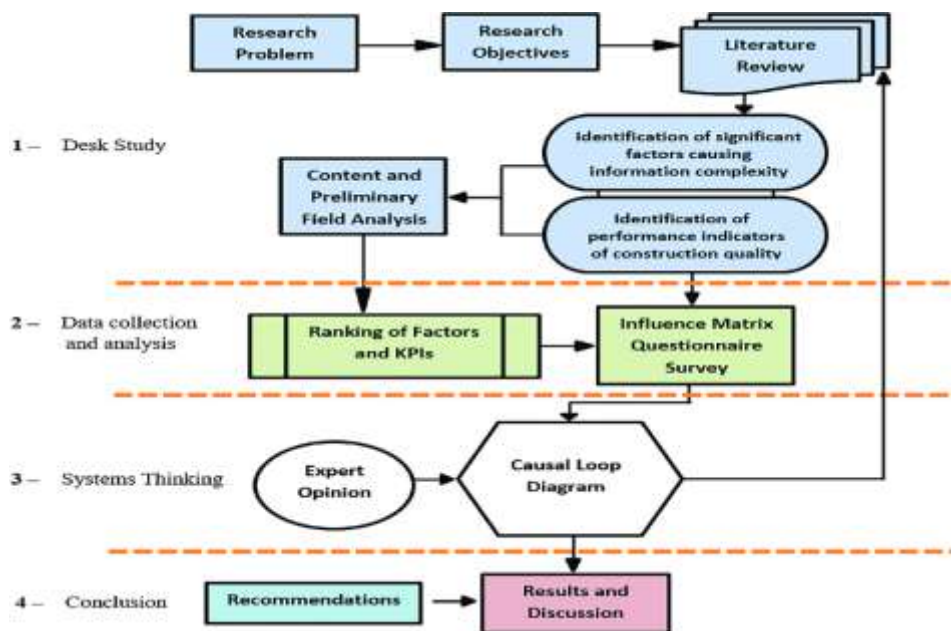 Research
Problem
Research
Objectives
Literature
Review
1 – Desk Study
Identification of significant
factors causing
information complexity
Content and
Preliminary
Field Analysis
Identification of
performance indicators
of construction quality
2 – Data collection
and analysis
Ranking of Factors
and KPIs
Influence Matrix
Questionnaire
Survey
3 – Systems Thinking
Expert
Opinion
Causal Loop
Diagram
4 – Conclusion
Recommendations
Results and
Discussion